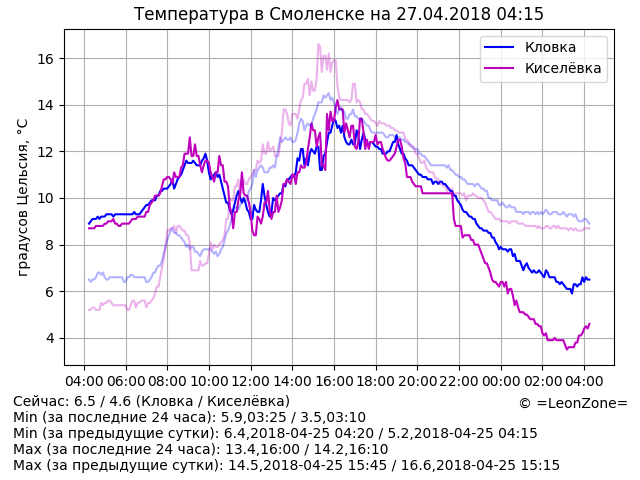 Температура в Смоленске на 27.04.2018 04:15
Кловка
Киселёвка
градусов Цельсия, °C
16
14
12
10
8
6
4
04:00 06:00 08:00 10:00 12:00 14:00 16:00 18:00 20:00 22:00 00:00 02:00 04:00
Сейчас: 6.5 / 4.6 (Кловка / Киселёвка)
© =LeonZone=
Min (за последние 24 часа): 5.9,03:25 / 3.5,03:10
Min (за предыдущие сутки): 6.4,2018-04-25 04:20 / 5.2,2018-04-25 04:15
Max (за последние 24 часа): 13.4,16:00 / 14.2,16:10
Max (за предыдущие сутки): 14.5,2018-04-25 15:45 / 16.6,2018-04-25 15:15